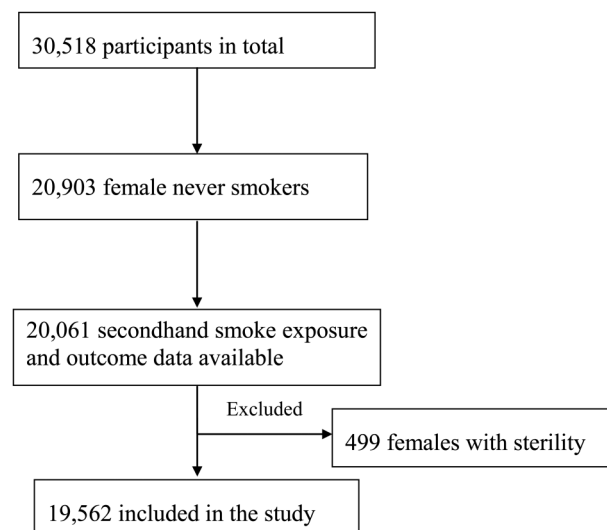 30,518 participants in total
20,903 female never smokers
20,061 secondhand smoke exposure
and outcome data available
Excluded
499 females with sterility
19,562 included in the study